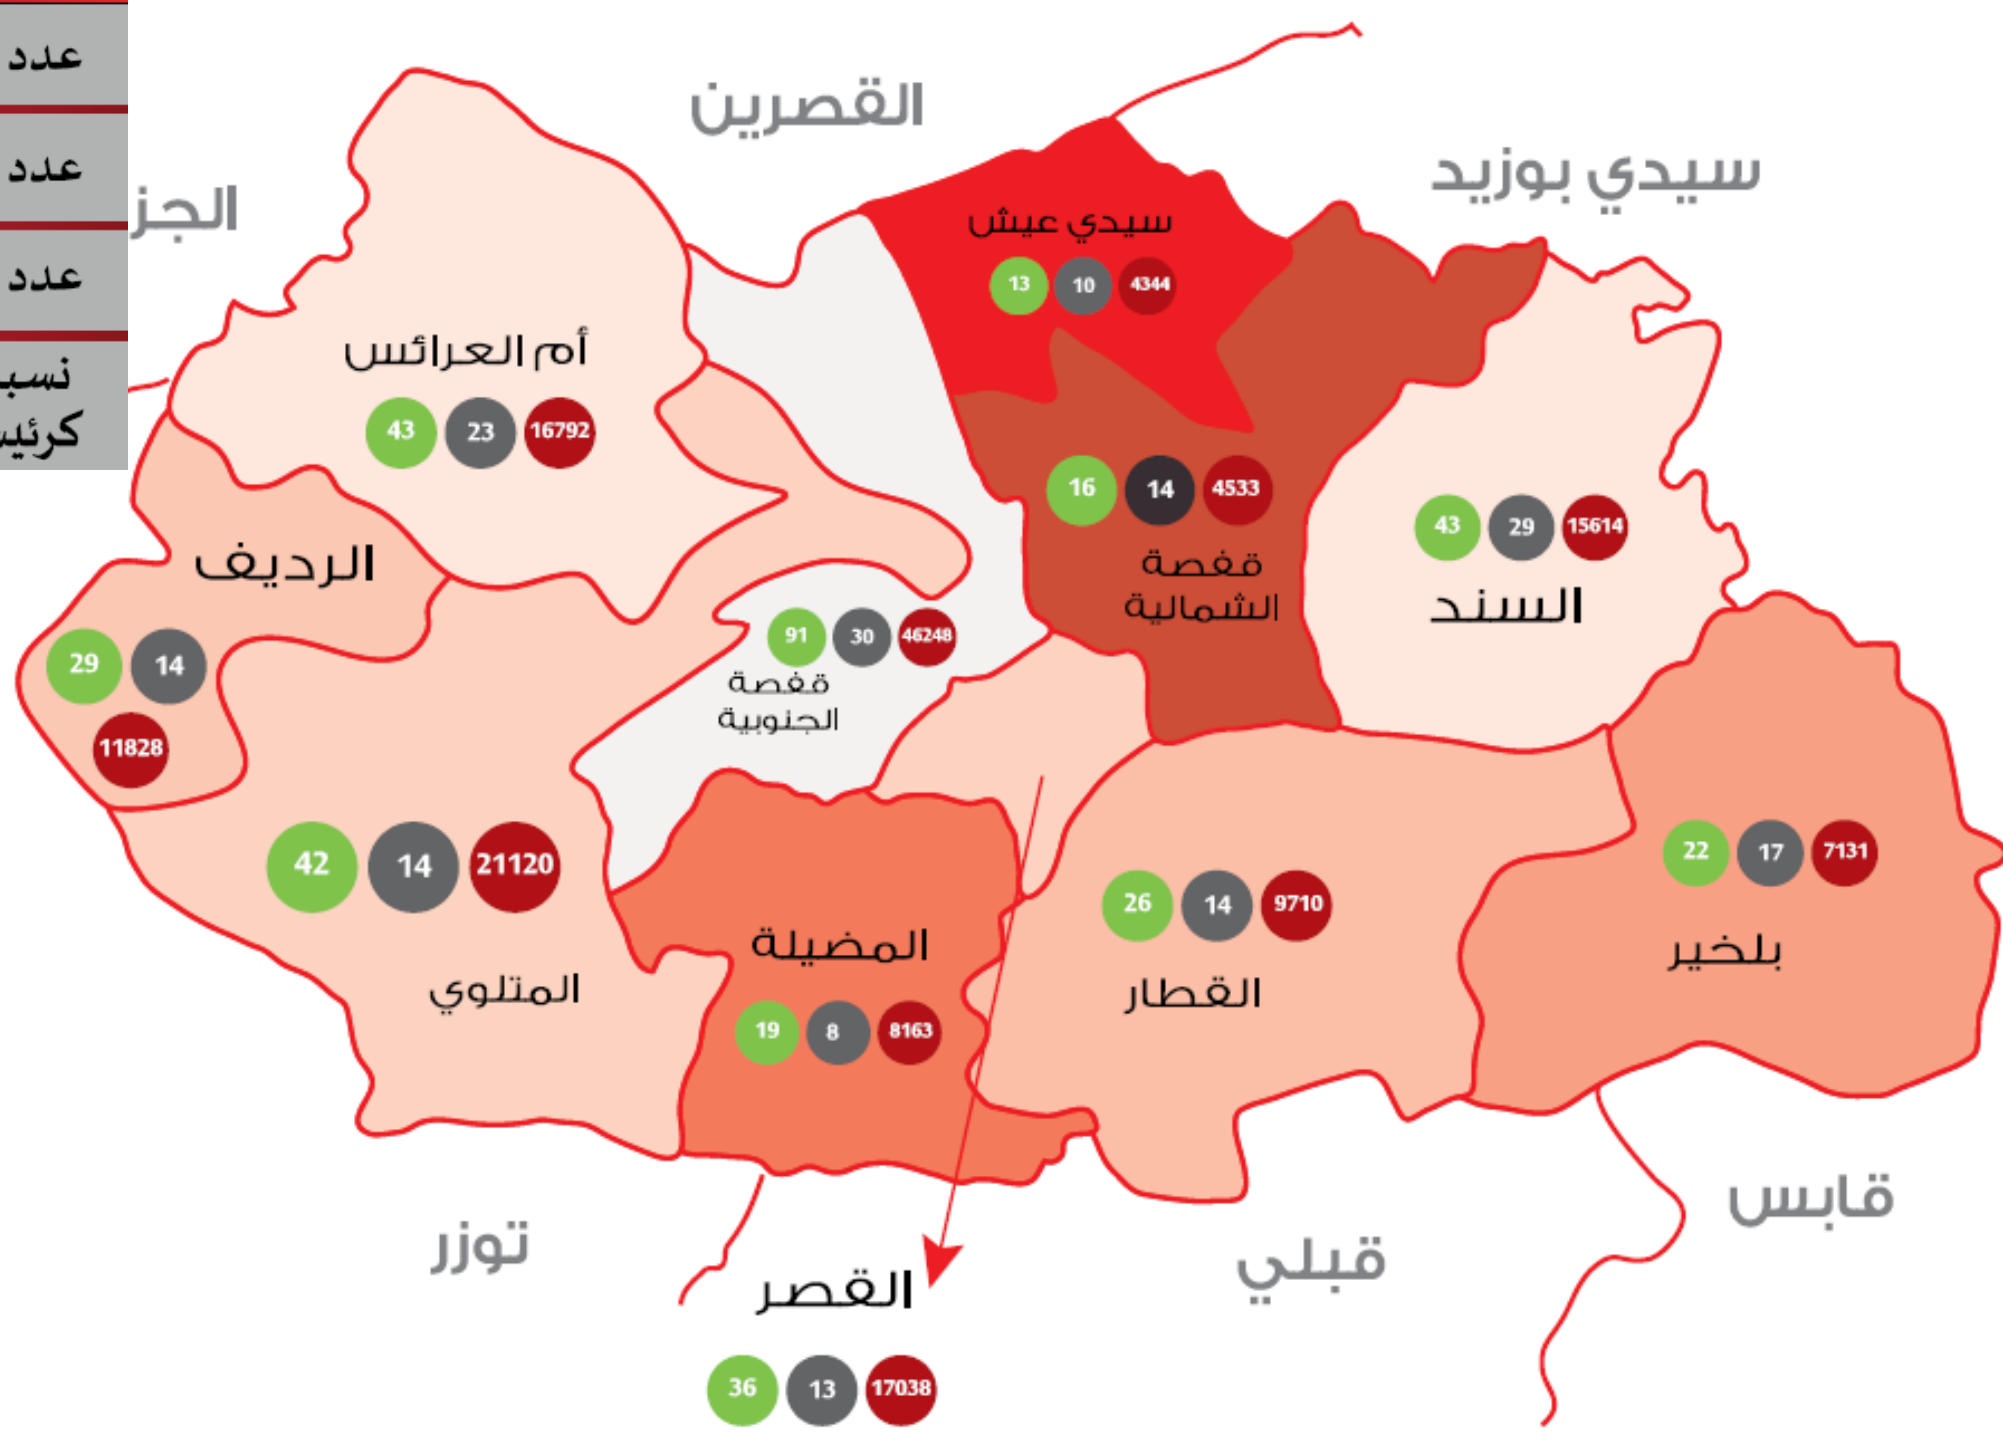 عدد
عدد
عدد
القصرين
سيدي بوزيد
سيدي عيش
13 10 4344
أم العرائس
43 23 16792
16 14 4533
قفصة
الشمالية
43 29 15614
السند
الرديف
29 14
11828
91 30 46248
قفصة
الجنوبية
42 14 21120
المتلوي
المضيلة
19 8 8163
26 14 9710
القطار
22 17 7131
بلخير
توزر
قبلي
قابس
القصر
36 13 17038